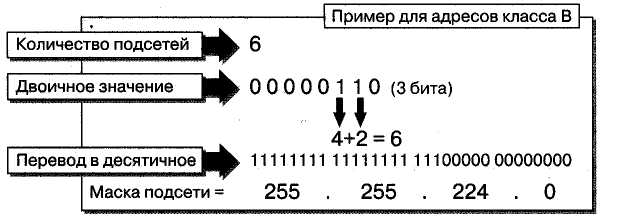 Пример для адресов класса В
Количество подсетей 6
Двоичное значение 0 0 0 0 0 1 1 0 (3 бита)
4+2 = 6
Перевод в десятичное 11111111 11111111 11100000 00000000
Маска подсети = 255 . 255 . 224 . 0